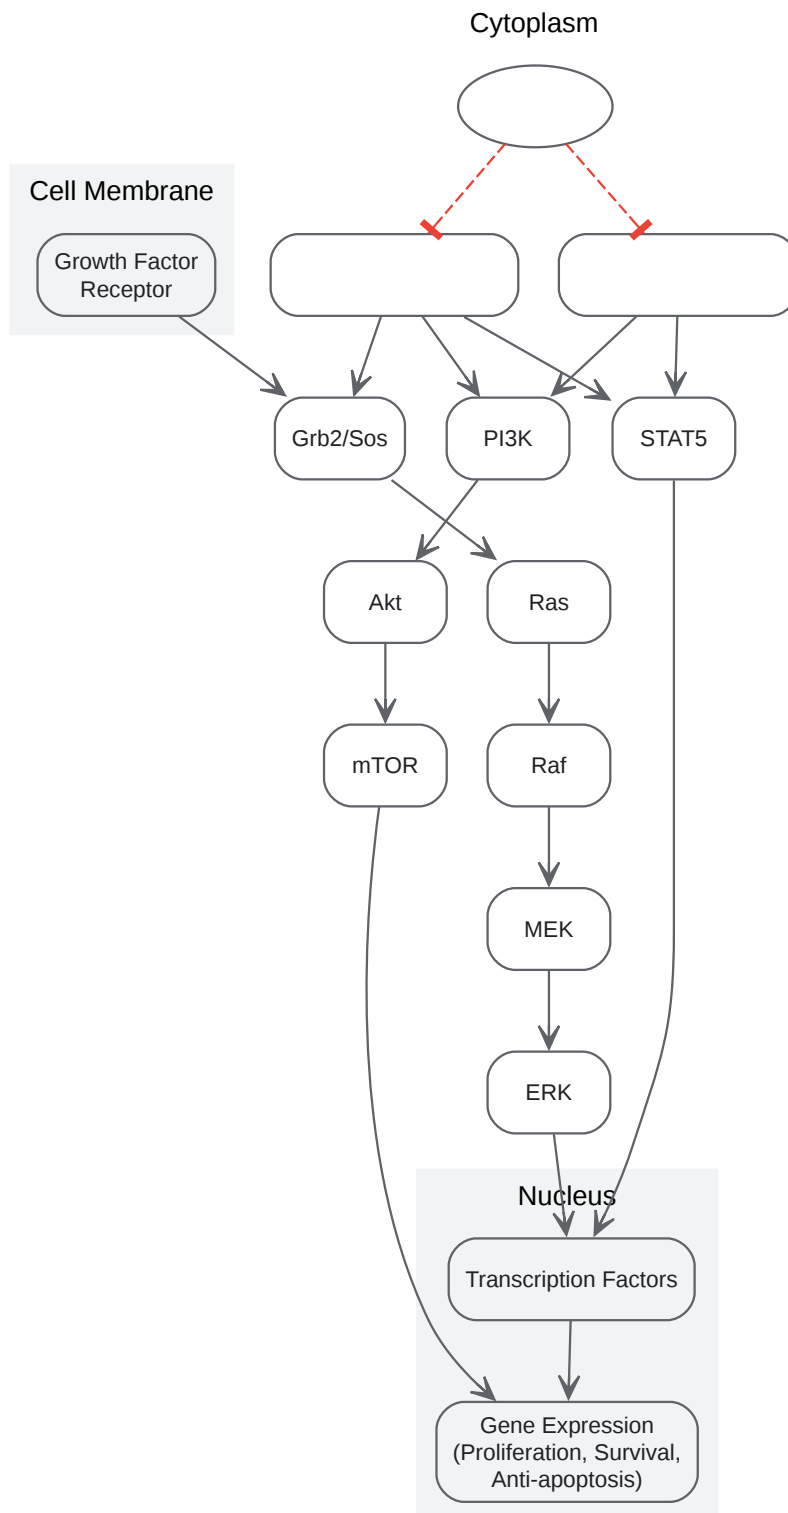 Cytoplasm
Cell Membrane
Growth Factor
Receptor
Grb2/Sos
PI3K
STAT5
Akt
Ras
mTOR
Raf
MEK
ERK
Nucleus
Transcription Factors
Gene Expression
(Proliferation, Survival,
Anti-apoptosis)